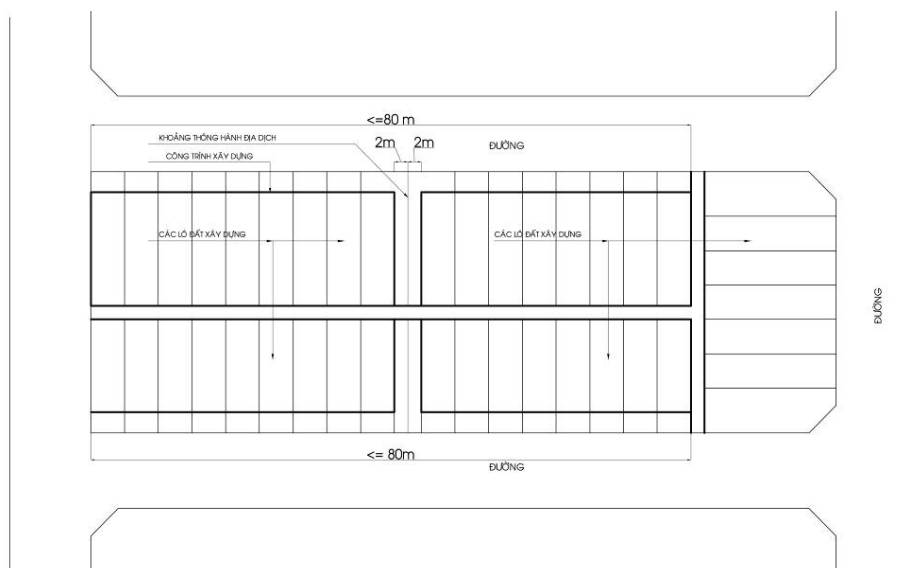 <=80 m
KHOẢNG THÔNG HÀNH ĐỊA DỊCH
2m 2m
ĐƯỜNG
CÔNG TRÌNH XÂY DỰNG
CÁC LÔ ĐẤT XÂY DỰNG
CÁC LÔ ĐẤT XÂY DỰNG
ĐƯỜNG
<= 80m
ĐƯỜNG